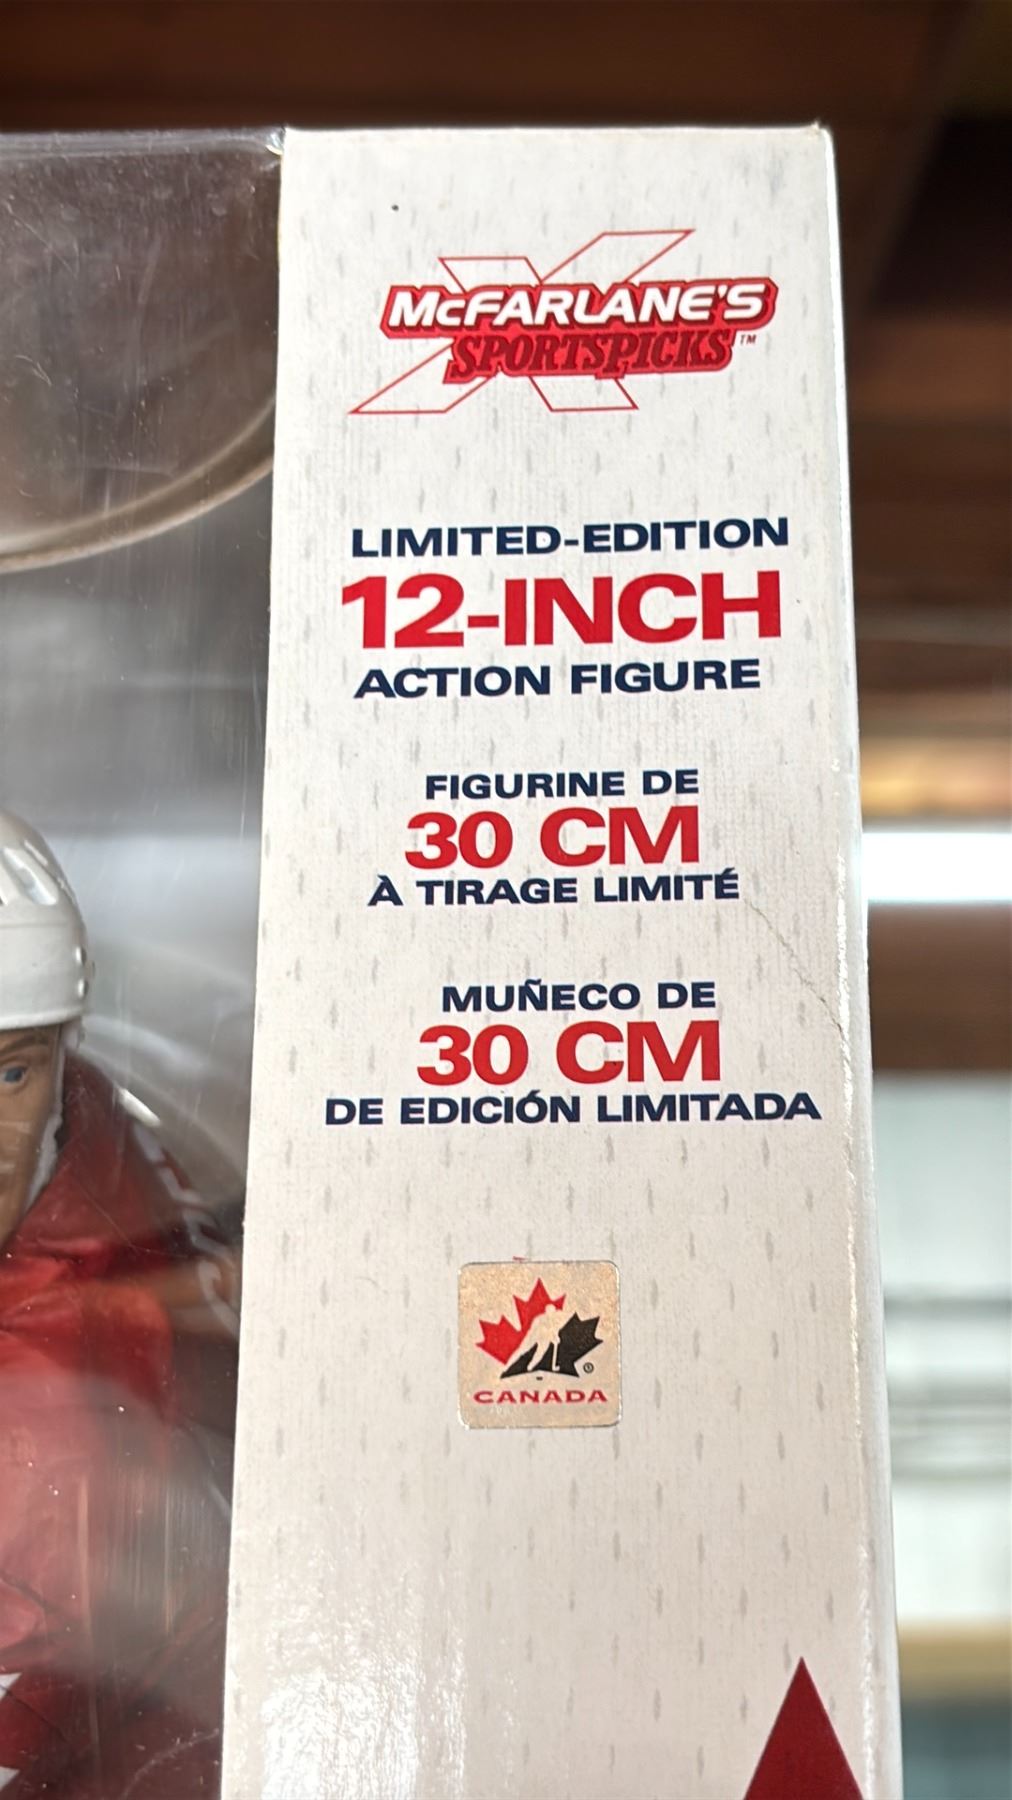 McFARLANE'S
SPORTSPICKS™
LIMITED-EDITION
12-INCH
ACTION FIGURE
FIGURINE DE
30 CM
À TIRAGE LIMITÉ
MUÑECO DE
30 CM
DE EDICIÓN LIMITADA
®
CANADA